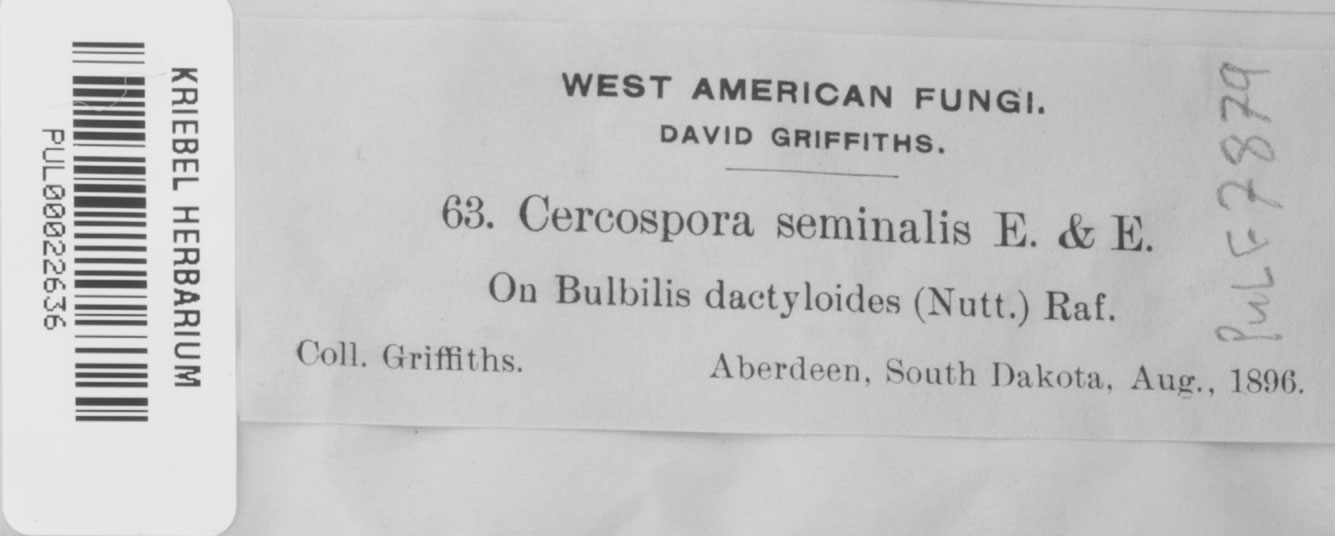 KRIEBEL HERBARIUM
PUL00022636
WEST AMERICAN FUNGI.
DAVID GRIFFITHS.
63. Cercospora seminalis E. & E.
On Bulbilis dactyloides (Nutt.) Raf.
Coll. Griffiths. Aberdeen, South Dakota, Aug., 1896.
PUL F 7879